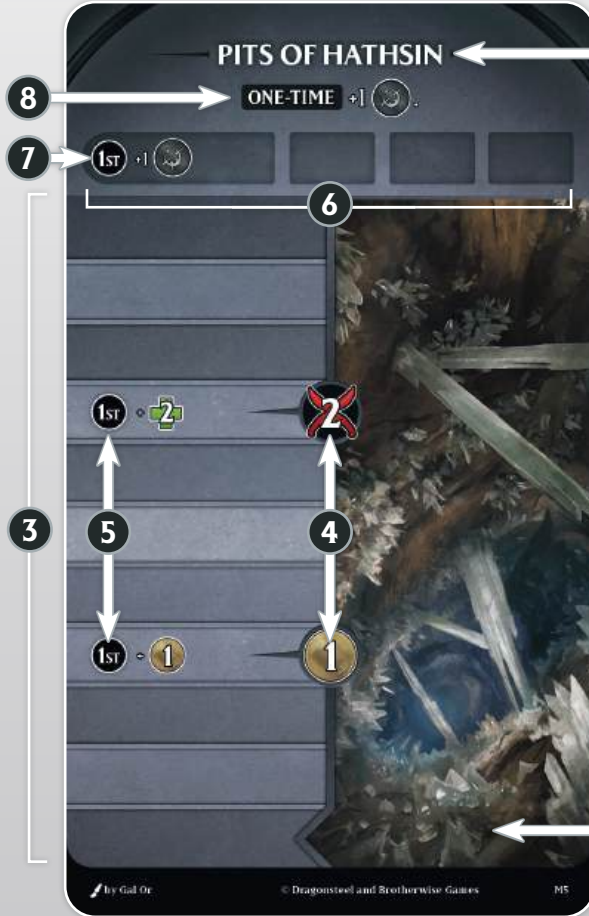 PITS OF HATHSIN
8
ONE-TIME +1 .
7
1ST +1
6
1ST 2
2
3
5
4
1ST 1
1
by Gal Or
© Dragonsteel and Brotherwise Games
M5